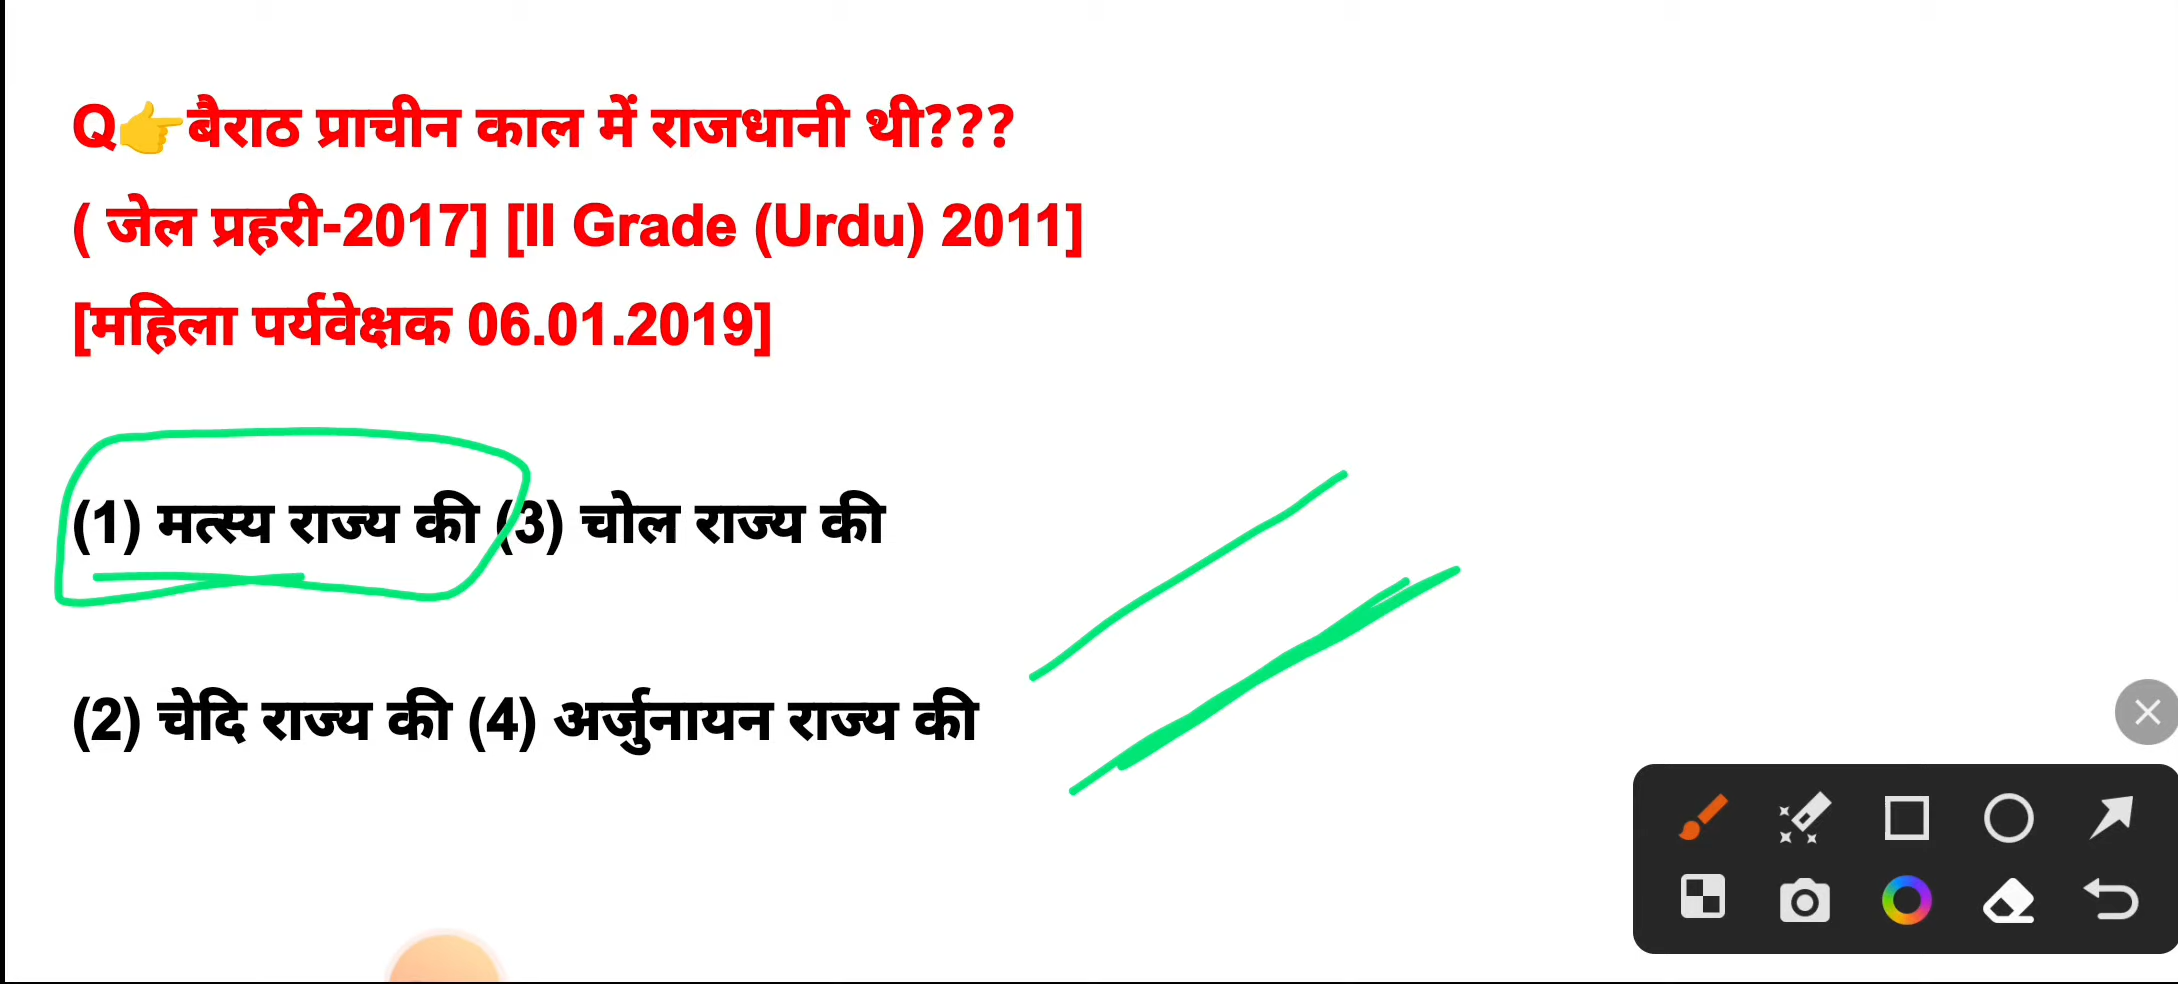 Q👉बैराठ प्राचीन काल में राजधानी थी???
( जेल प्रहरी-2017] [II Grade (Urdu) 2011]
[महिला पर्यवेक्षक 06.01.2019]
(1) मत्स्य राज्य की (3) चोल राज्य की
(2) चेदि राज्य की (4) अर्जुनायन राज्य की